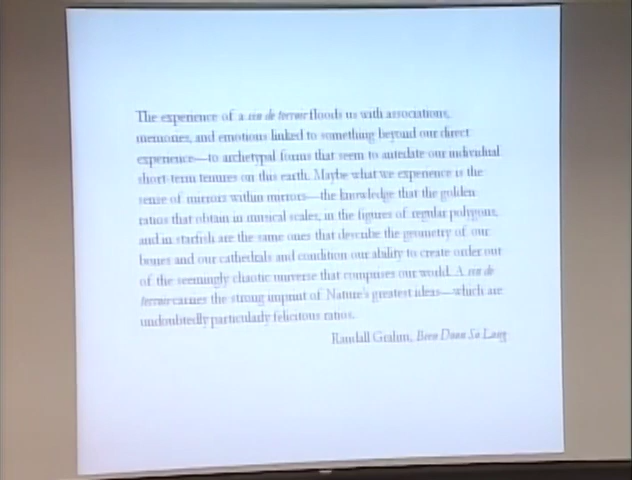 The experience of a vin de terroir floods us with associations,
memories, and emotions linked to something beyond our direct
experience—to archetypal forms that seem to antedate our individual
short-term tenures on this earth. Maybe what we experience is the
sense of mirrors within mirrors—the knowledge that the golden
ratios that obtain in musical scales, in the figures of regular polygons,
and in starfish are the same ones that describe the geometry of our
bones and our cathedrals and condition our ability to create order out
of the seemingly chaotic universe that comprises our world. A vin de
terroir carries the strong imprint of Nature's greatest ideas—which are
undoubtedly particularly felicitous ratios.
Randall Grahm, Been Doon So Long